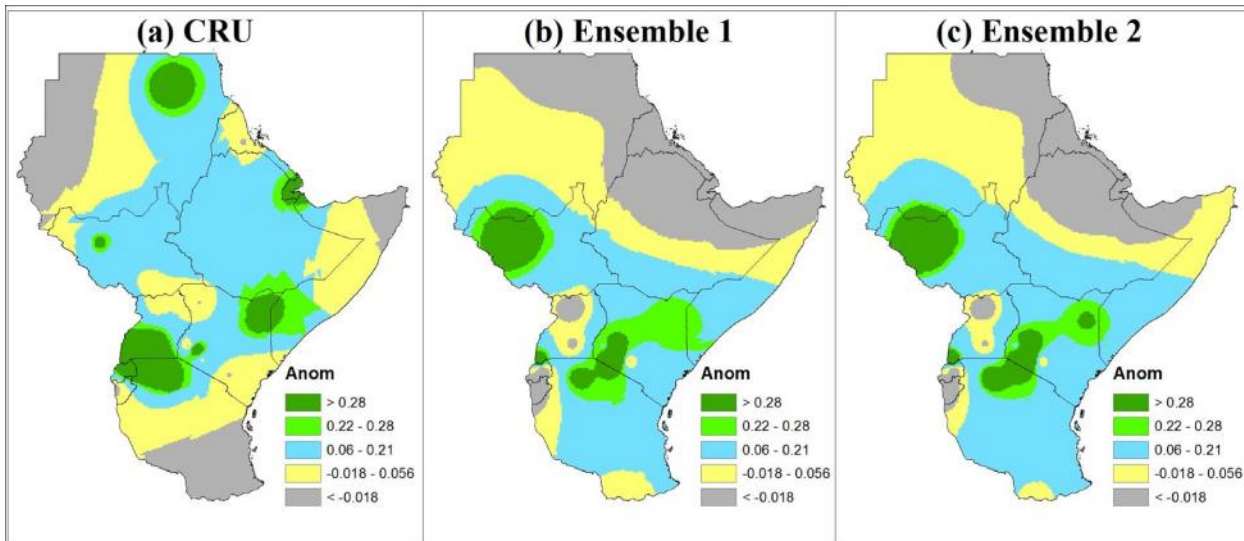 (a) CRU
(b) Ensemble 1
(c) Ensemble 2
Anom
> 0.28
0.22 - 0.28
0.06 - 0.21
-0.018 - 0.056
< -0.018
Anom
> 0.28
0.22 - 0.28
0.06 - 0.21
-0.018 - 0.056
< -0.018
Anom
> 0.28
0.22 - 0.28
0.06 - 0.21
-0.018 - 0.056
< -0.018